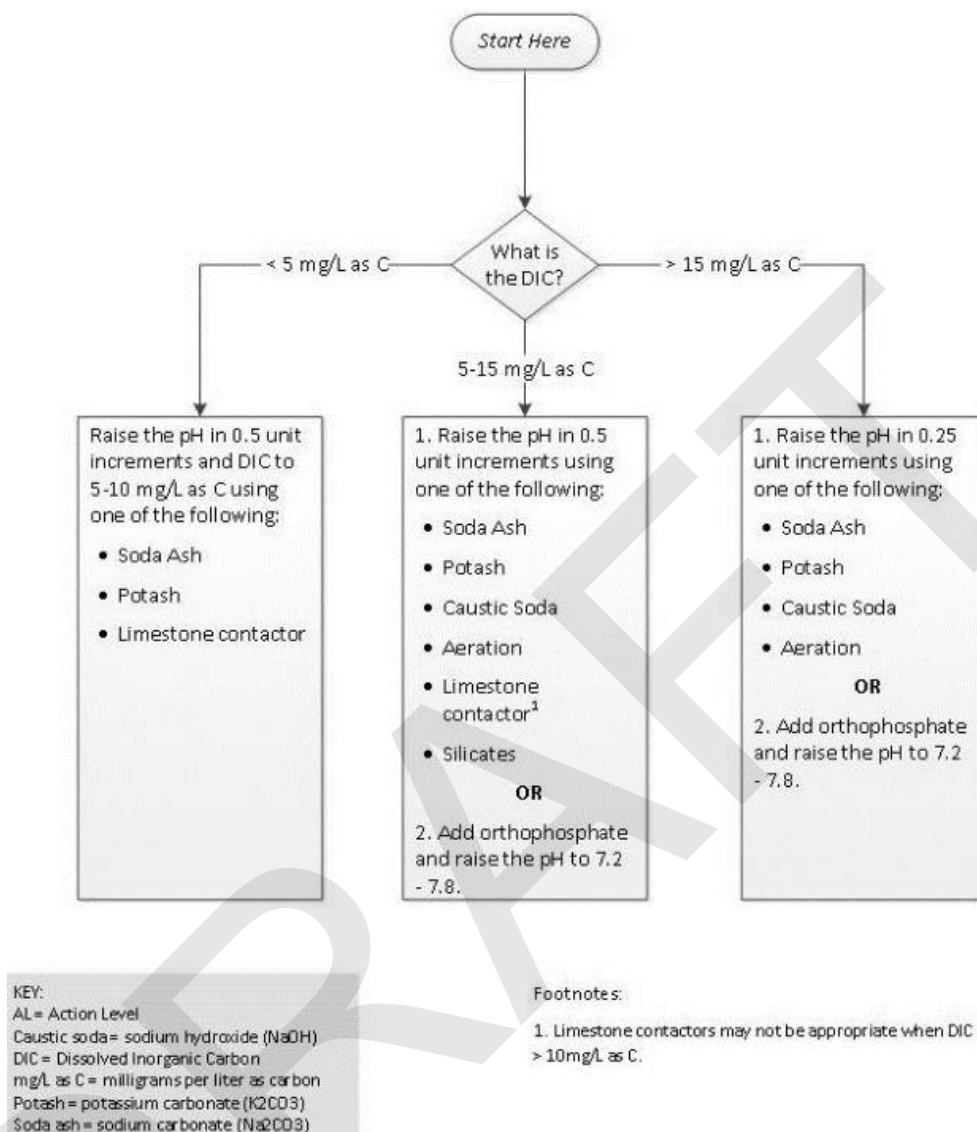 Start Here
What is
the DIC?
< 5 mg/L as C
> 15 mg/L as C
5-15 mg/L as C
Raise the pH in 0.5 unit
increments and DIC to
5-10 mg/L as C using
one of the following:
• Soda Ash
• Potash
• Limestone contactor
1. Raise the pH in 0.5
unit increments using
one of the following:
• Soda Ash
• Potash
• Caustic Soda
• Aeration
• Limestone
contactor¹
• Silicates
OR
2. Add orthophosphate
and raise the pH to 7.2
- 7.8.
1. Raise the pH in 0.25
unit increments using
one of the following:
• Soda Ash
• Potash
• Caustic Soda
• Aeration
OR
2. Add orthophosphate
and raise the pH to 7.2
- 7.8.
KEY:
AL = Action Level
Caustic soda = sodium hydroxide (NaOH)
DIC = Dissolved Inorganic Carbon
mg/L as C = milligrams per liter as carbon
Potash = potassium carbonate (K2CO3)
Soda ash = sodium carbonate (Na2CO3)
Footnotes:
1. Limestone contactors may not be appropriate when DIC
> 10mg/L as C.
RAFT